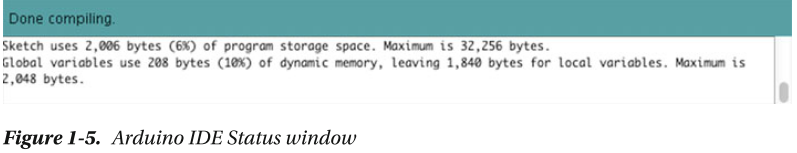 Done compiling.
Sketch uses 2,006 bytes (6%) of program storage space. Maximum is 32,256 bytes.
Global variables use 208 bytes (10%) of dynamic memory, leaving 1,840 bytes for local variables. Maximum is
2,048 bytes.
Figure 1-5. Arduino IDE Status window